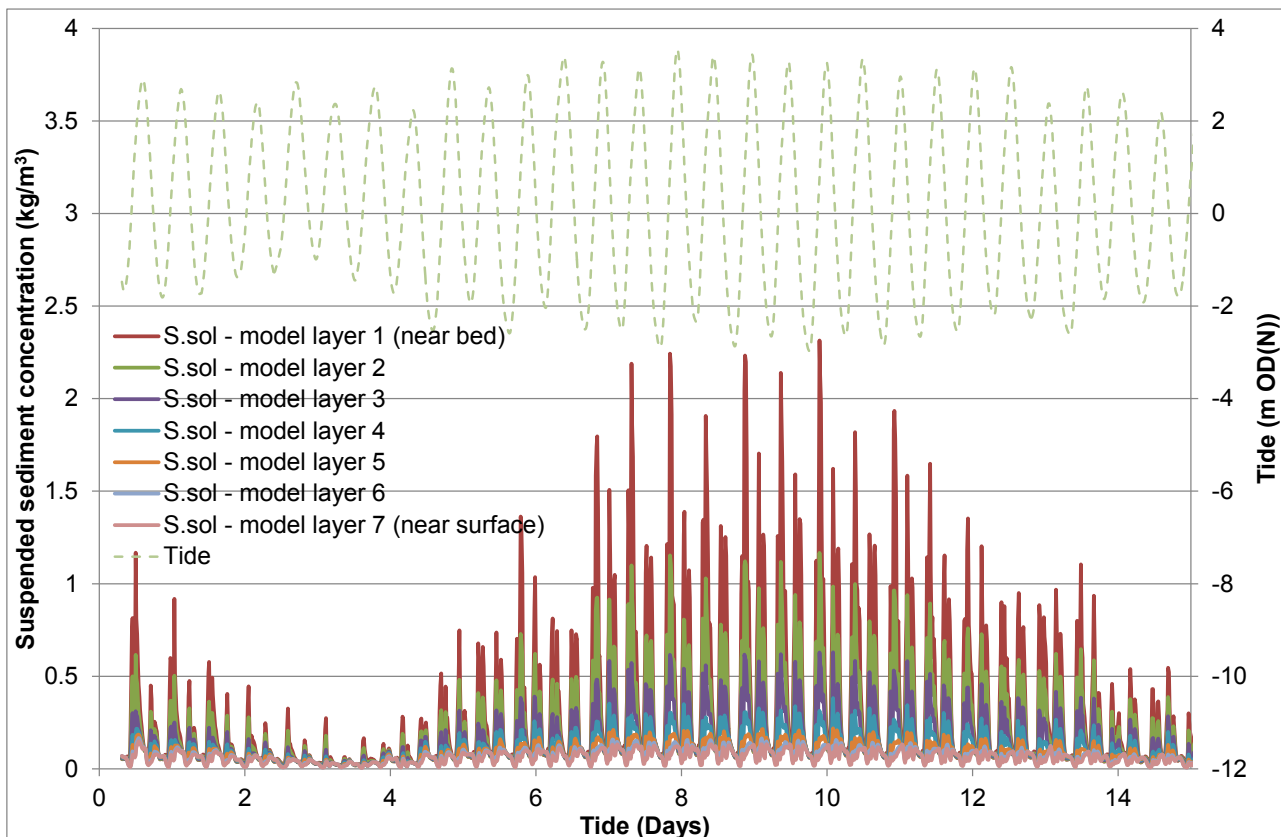 Suspended sediment concentration (kg/m³)
4
3.5
3
2.5
2
1.5
1
0.5
0
S.sol - model layer 1 (near bed)
S.sol - model layer 2
S.sol - model layer 3
S.sol - model layer 4
S.sol - model layer 5
S.sol - model layer 6
S.sol - model layer 7 (near surface)
Tide
4
2
0
-2
-4
-6
-8
-10
-12
Tide (m OD(N))
0 2 4 6 8 10 12 14
Tide (Days)